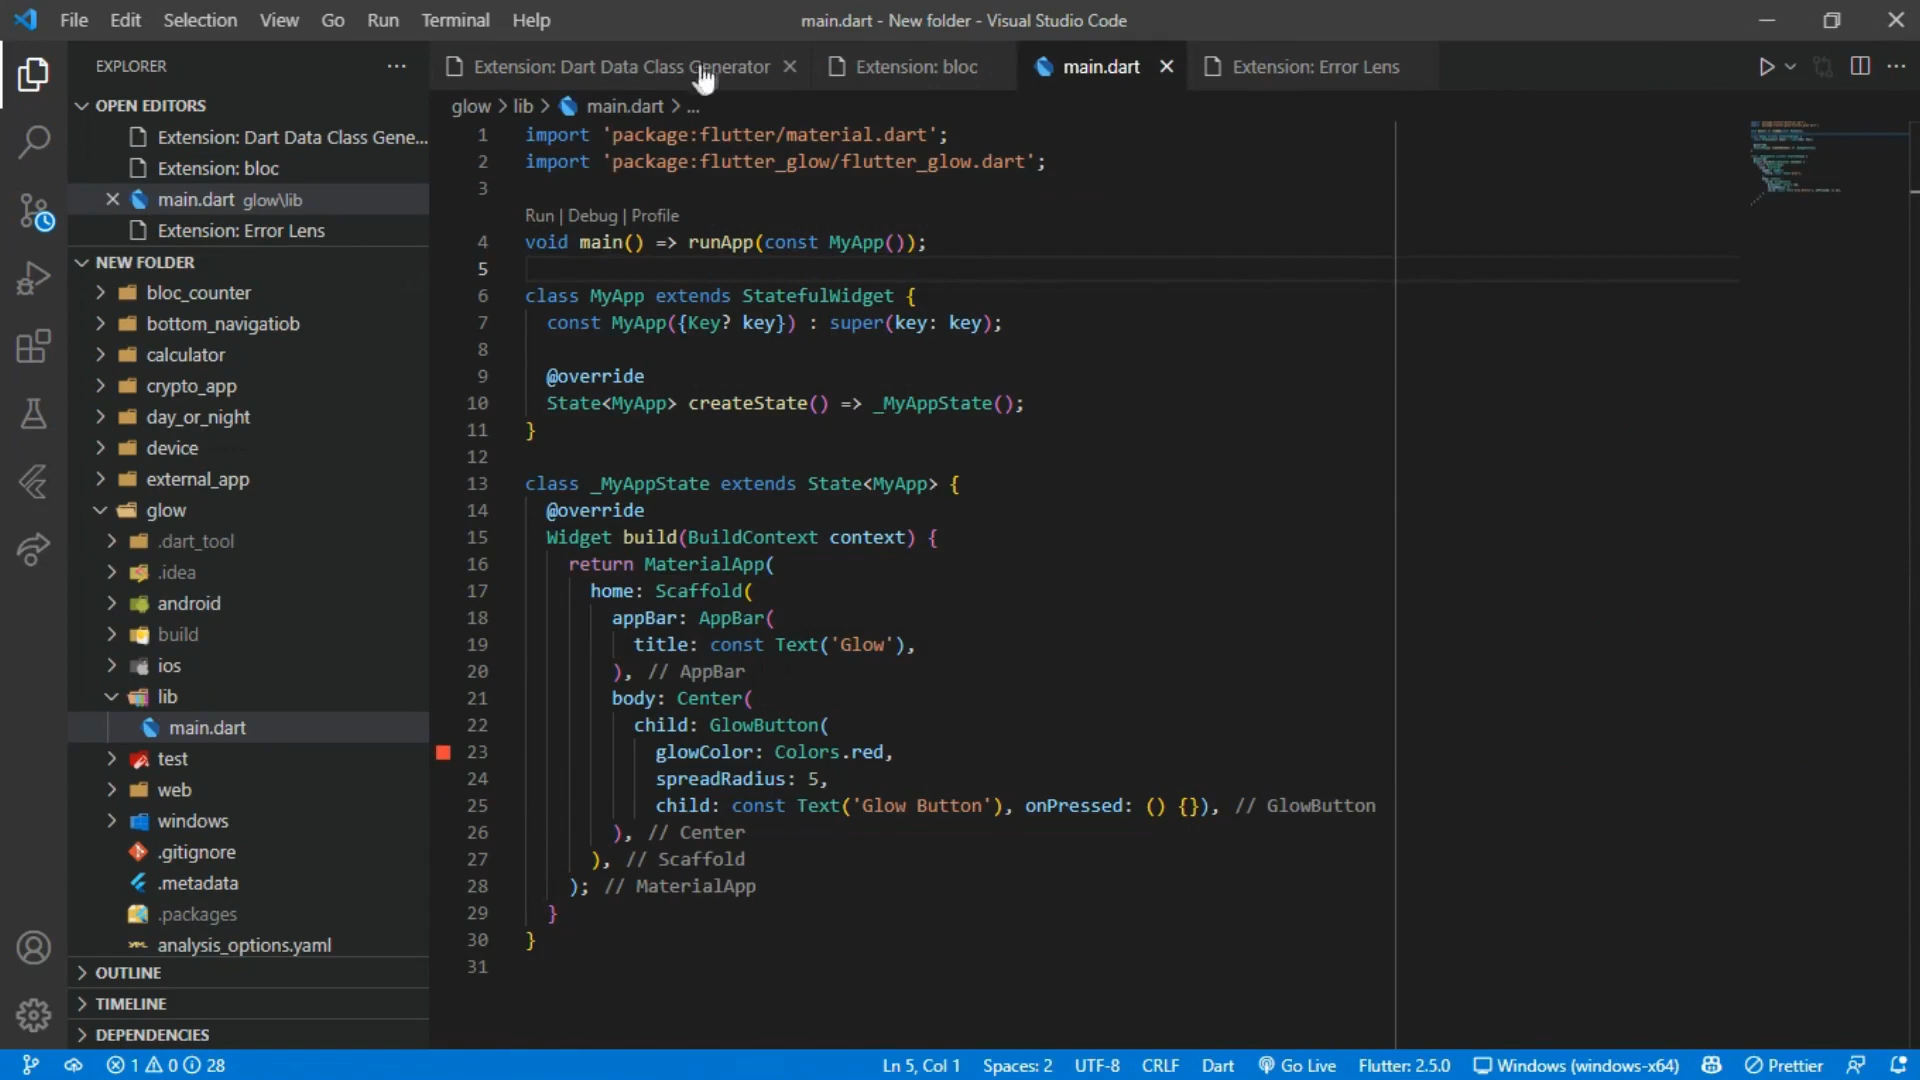 File Edit Selection View Go Run Terminal Help
main.dart - New folder - Visual Studio Code
EXPLORER
OPEN EDITORS
Extension: Dart Data Class Gene...
Extension: bloc
main.dart glow\lib
Extension: Error Lens
NEW FOLDER
bloc_counter
bottom_navigatiob
calculator
crypto_app
day_or_night
device
external_app
glow
.dart_tool
.idea
android
build
ios
lib
main.dart
test
web
windows
.gitignore
.metadata
.packages
analysis_options.yaml
OUTLINE
TIMELINE
DEPENDENCIES
Extension: Dart Data Class Generator
Extension: bloc
main.dart
Extension: Error Lens
glow > lib > main.dart > ...
1 import 'package:flutter/material.dart';
2 import 'package:flutter_glow/flutter_glow.dart';
3
Run | Debug | Profile
4 void main() => runApp(const MyApp());
5
6 class MyApp extends StatefulWidget {
7 const MyApp({Key? key}) : super(key: key);
8
9 @override
10 State<MyApp> createState() => _MyAppState();
11 }
12
13 class _MyAppState extends State<MyApp> {
14 @override
15 Widget build(BuildContext context) {
16 return MaterialApp(
17 home: Scaffold(
18 appBar: AppBar(
19 title: const Text('Glow'),
20 ), // AppBar
21 body: Center(
22 child: GlowButton(
23 glowColor: Colors.red,
24 spreadRadius: 5,
25 child: const Text('Glow Button'), onPressed: () {}), // GlowButton
26 ), // Center
27 ), // Scaffold
28 ); // MaterialApp
29 }
30 }
31
1 0 28
Ln 5, Col 1 Spaces: 2 UTF-8 CRLF Dart Go Live Flutter: 2.5.0 Windows (windows-x64) Prettier